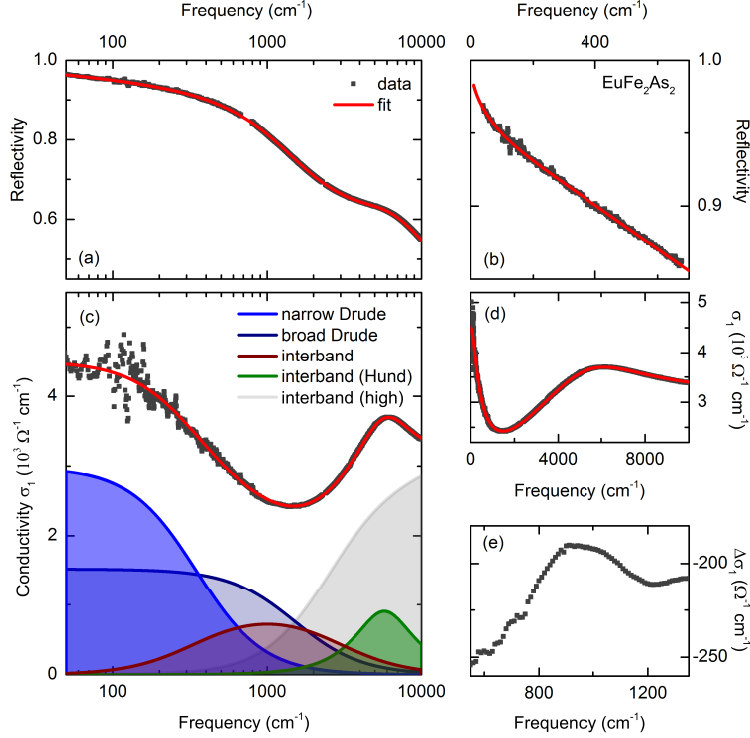 Frequency (cm⁻¹)
100 1000 10000
1.0
0.8
0.6
Reflectivity
data
fit
(a)
Frequency (cm⁻¹)
0 400
EuFe₂As₂
1.0
0.9
Reflectivity
(b)
(c)
narrow Drude
broad Drude
interband
interband (Hund)
interband (high)
4
2
0
Conductivity σ₁ (10³ Ω⁻¹ cm⁻¹)
100 1000 10000
Frequency (cm⁻¹)
(d)
5
4
3
σ₁ (10³ Ω⁻¹ cm⁻¹)
0 4000 8000
Frequency (cm⁻¹)
(e)
-200
-250
Δσ₁ (Ω⁻¹ cm⁻¹)
800 1200
Frequency (cm⁻¹)